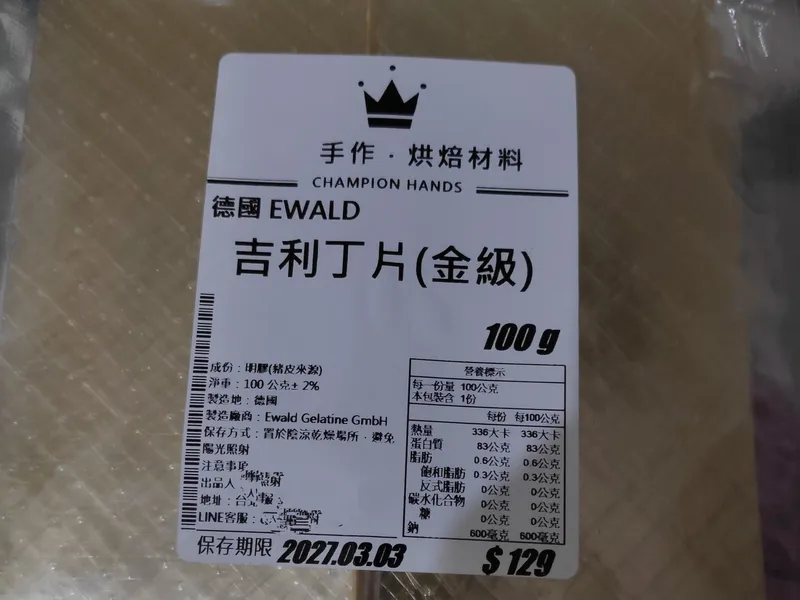 手作·烘焙材料
CHAMPION HANDS
德國 EWALD
吉利丁片(金級)
100 g
成份：明膠(豬皮來源)
淨重：100 公克± 2%
製造地：德國
製造廠商：Ewald Gelatine GmbH
保存方式：置於陰涼乾燥場所，避免
陽光照射
注意事項
出品人
地址：台
LINE客服：
營養標示
每一份量 100公克
本包裝含 1份
每份 每100公克
熱量 336大卡 336大卡
蛋白質 83公克 83公克
脂肪 0.6公克 0.6公克
飽和脂肪 0.3公克 0.3公克
反式脂肪 0公克 0公克
碳水化合物 0公克 0公克
糖 0公克 0公克
鈉 600毫克 600毫克
保存期限 2027.03.03
$ 129